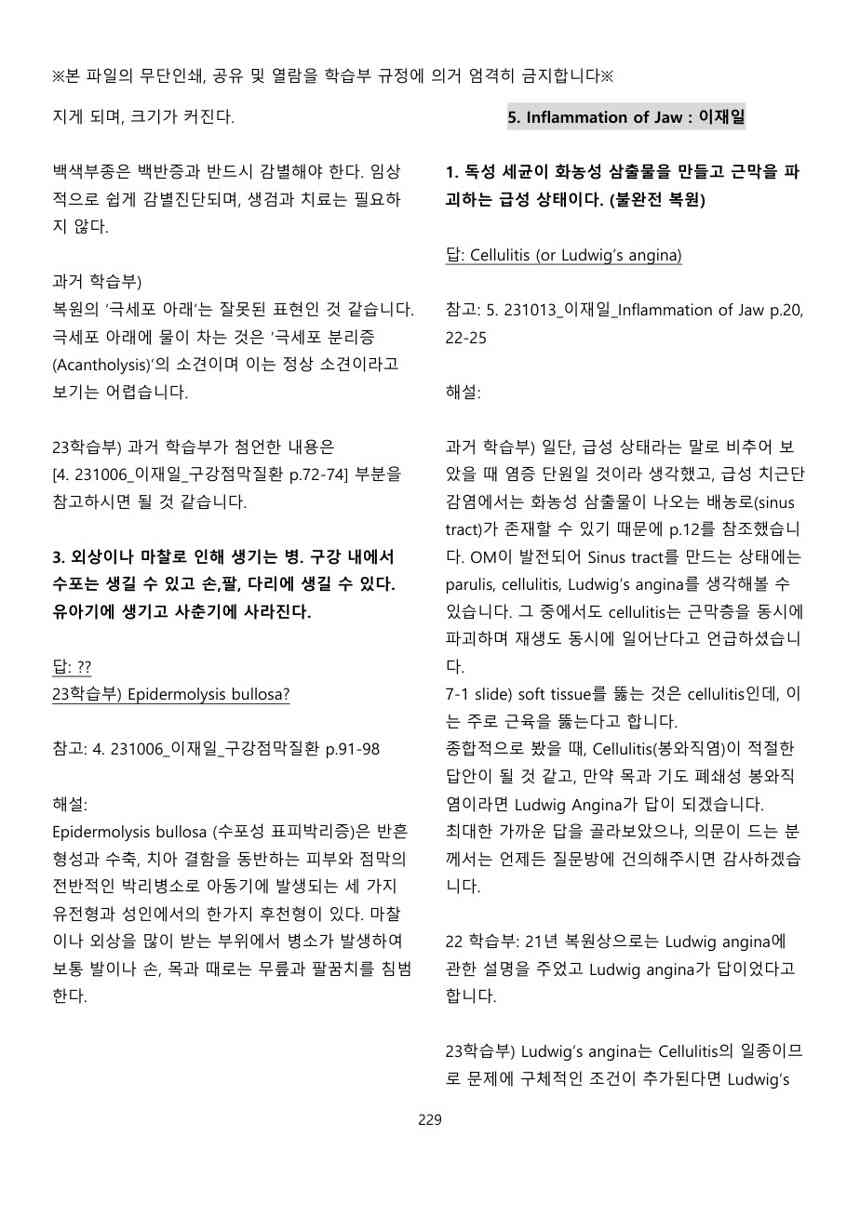 ※본 파일의 무단인쇄, 공유 및 열람을 학습부 규정에 의거 엄격히 금지합니다※
지게 되며, 크기가 커진다.
백색부종은 백반증과 반드시 감별해야 한다. 임상
적으로 쉽게 감별진단되며, 생검과 치료는 필요하
지 않다.
과거 학습부)
복원의 ‘극세포 아래’는 잘못된 표현인 것 같습니다.
극세포 아래에 물이 차는 것은 ‘극세포 분리증
(Acantholysis)’의 소견이며 이는 정상 소견이라고
보기는 어렵습니다.
23학습부) 과거 학습부가 첨언한 내용은
[4. 231006_이재일_구강점막질환 p.72-74] 부분을
참고하시면 될 것 같습니다.
3. 외상이나 마찰로 인해 생기는 병. 구강 내에서
수포는 생길 수 있고 손,팔, 다리에 생길 수 있다.
유아기에 생기고 사춘기에 사라진다.
답: ??
23학습부) Epidermolysis bullosa?
참고: 4. 231006_이재일_구강점막질환 p.91-98
해설:
Epidermolysis bullosa (수포성 표피박리증)은 반흔
형성과 수축, 치아 결함을 동반하는 피부와 점막의
전반적인 박리병소로 아동기에 발생되는 세 가지
유전형과 성인에서의 한가지 후천형이 있다. 마찰
이나 외상을 많이 받는 부위에서 병소가 발생하여
보통 발이나 손, 목과 때로는 무릎과 팔꿈치를 침범
한다.
5. Inflammation of Jaw : 이재일
1. 독성 세균이 화농성 삼출물을 만들고 근막을 파
괴하는 급성 상태이다. (불완전 복원)
답: Cellulitis (or Ludwig’s angina)
참고: 5. 231013_이재일_Inflammation of Jaw p.20,
22-25
해설:
과거 학습부) 일단, 급성 상태라는 말로 비추어 보
았을 때 염증 단원일 것이라 생각했고, 급성 치근단
감염에서는 화농성 삼출물이 나오는 배농로(sinus
tract)가 존재할 수 있기 때문에 p.12를 참조했습니
다. OM이 발전되어 Sinus tract를 만드는 상태에는
parulis, cellulitis, Ludwig’s angina를 생각해볼 수
있습니다. 그 중에서도 cellulitis는 근막층을 동시에
파괴하며 재생도 동시에 일어난다고 언급하셨습니
다.
7-1 slide) soft tissue를 뚫는 것은 cellulitis인데, 이
는 주로 근육을 뚫는다고 합니다.
종합적으로 봤을 때, Cellulitis(봉와직염)이 적절한
답안이 될 것 같고, 만약 목과 기도 폐쇄성 봉와직
염이라면 Ludwig Angina가 답이 되겠습니다.
최대한 가까운 답을 골라보았으나, 의문이 드는 분
께서는 언제든 질문방에 건의해주시면 감사하겠습
니다.
22 학습부: 21년 복원상으로는 Ludwig angina에
관한 설명을 주었고 Ludwig angina가 답이었다고
합니다.
23학습부) Ludwig’s angina는 Cellulitis의 일종이므
로 문제에 구체적인 조건이 추가된다면 Ludwig’s
229